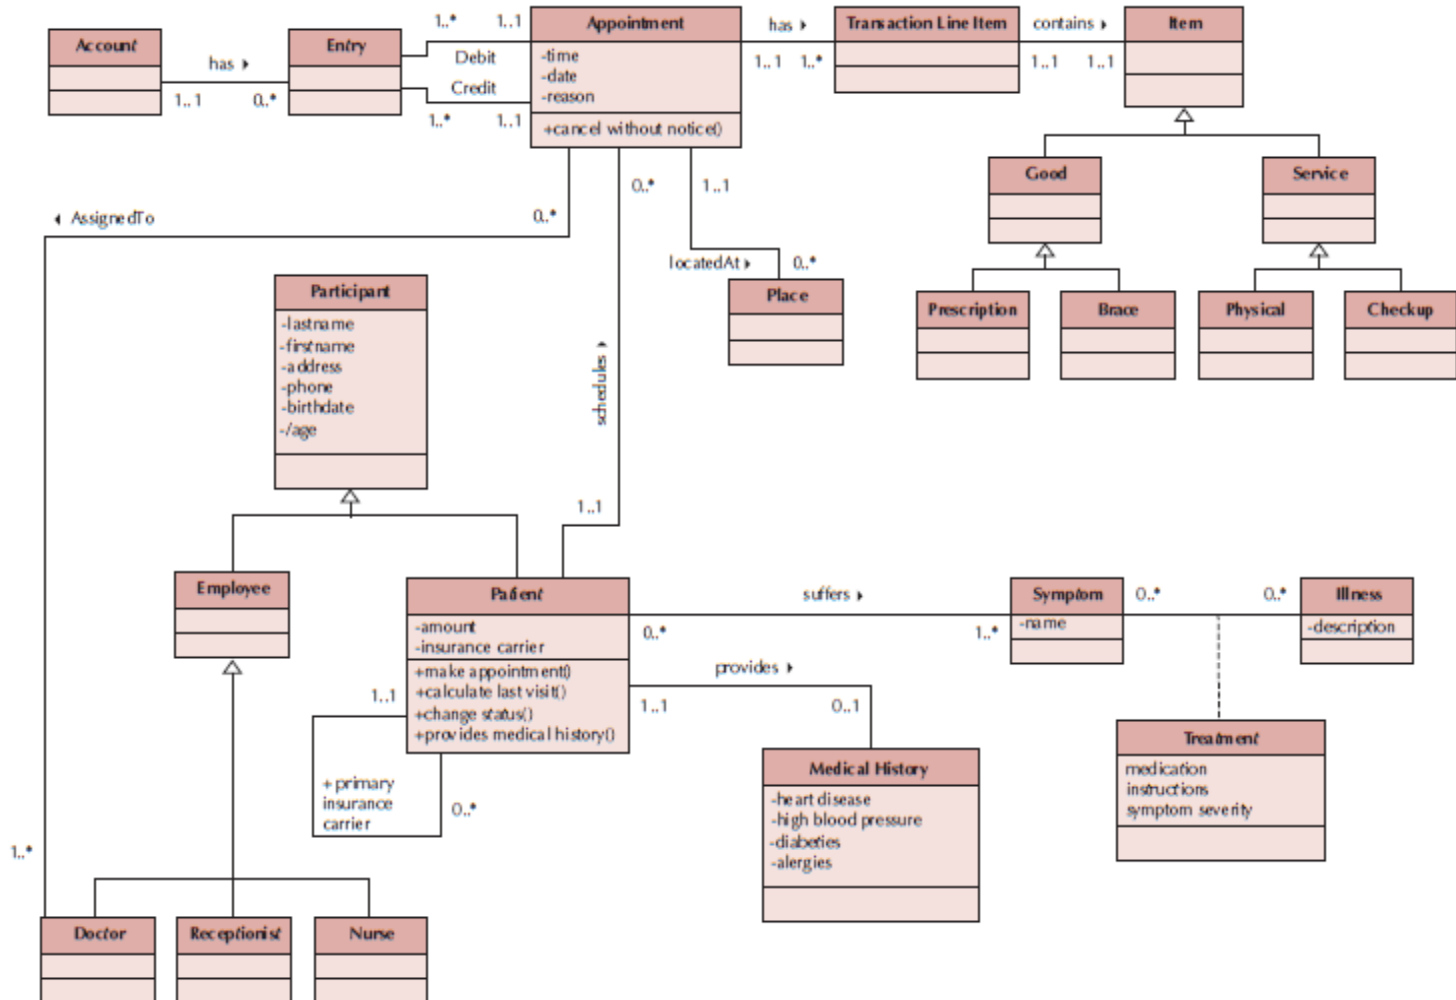 Account
has
1..1
0..*
Entry
1..*
1..1
Debit
Credit
1..*
1..1
Appointment
-time
-date
-reason
+cancel without notice()
has
1..1
1..*
Transaction Line Item
contains
1..1
1..1
Item
Good
Service
Prescription
Brace
Physical
Checkup
AssignedTo
0..*
0..*
1..1
locatedAt
0..*
Place
schedules
1..1
Participant
-lastname
-firstname
-address
-phone
-birthdate
-/age
Employee
Patient
-amount
-insurance carrier
+make appointment()
+calculate last visit()
+change status()
+provides medical history()
1..1
+ primary
insurance
carrier
0..*
suffers
0..*
1..*
Symptom
-name
0..*
0..*
Illness
-description
provides
1..1
0..1
Medical History
-heart disease
-high blood pressure
-diabeties
-alergies
Treatment
medication
instructions
symptom severity
1..*
Doctor
Receptionist
Nurse